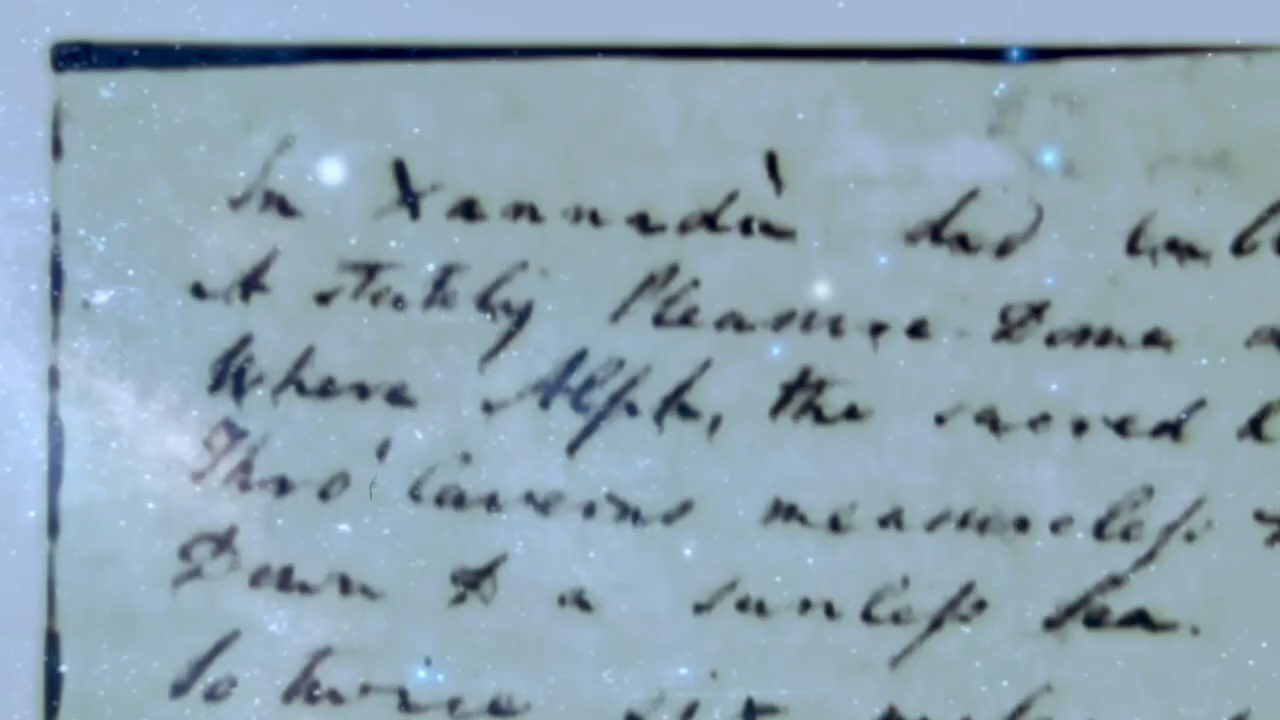 In Xannadù did
A stately Pleasure-Dome
Where Alph, the sacred
Thro' Caverns measureless
Down to a sunless Sea.
So twice